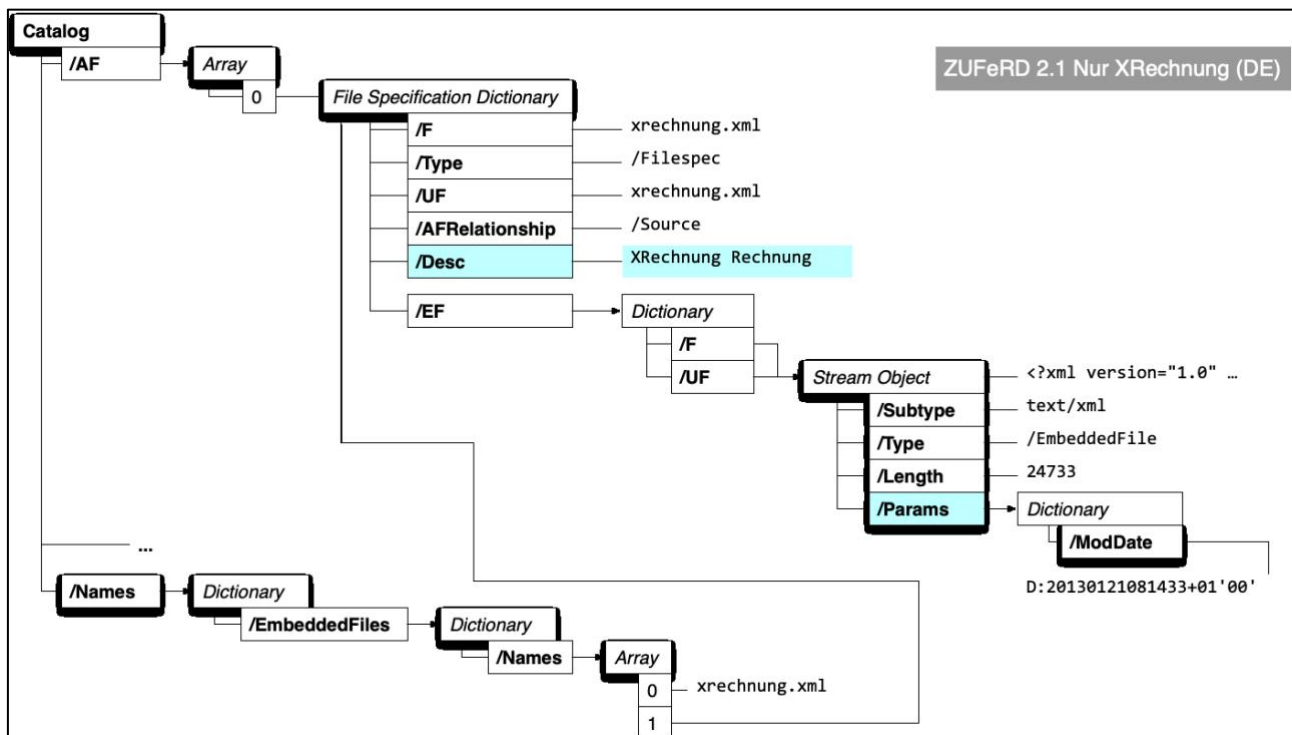 Catalog
/AF
Array
0
ZUFeRD 2.1 Nur XRechnung (DE)
File Specification Dictionary
/F xrechnung.xml
/Type /Filespec
/UF xrechnung.xml
/AFRelationship /Source
/Desc XRechnung Rechnung
/EF
Dictionary
/F
/UF
Stream Object <?xml version="1.0" …
/Subtype text/xml
/Type /EmbeddedFile
/Length 24733
/Params
Dictionary
/ModDate
D:20130121081433+01'00'
...
/Names
Dictionary
/EmbeddedFiles
Dictionary
/Names
Array
0 xrechnung.xml
1